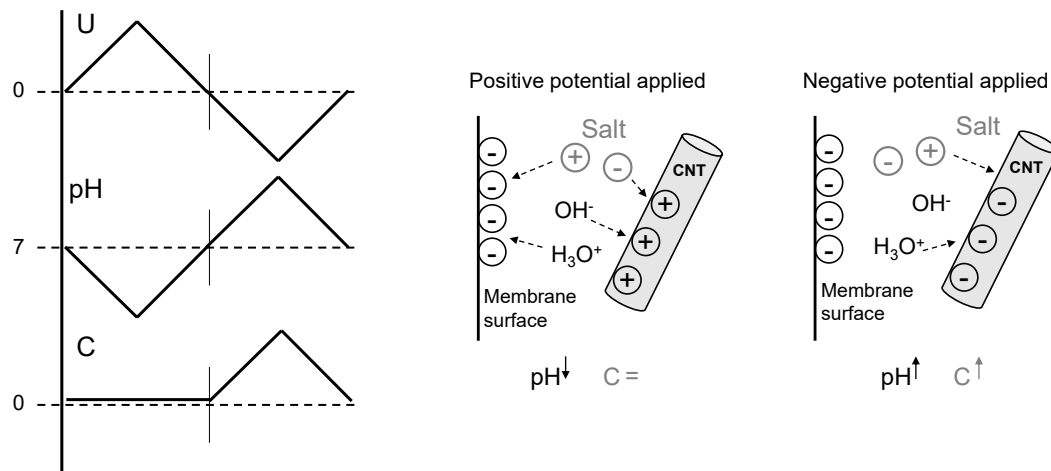 U
0
pH
7
C
0
Positive potential applied
Salt
+
-
-
-
-
-
CNT
+
+
+
OH-
H₃O⁺
Membrane
surface
pH↓ C =
Negative potential applied
Salt
-
+
-
-
-
-
CNT
-
-
-
OH-
H₃O⁺
Membrane
surface
pH↑ C↑